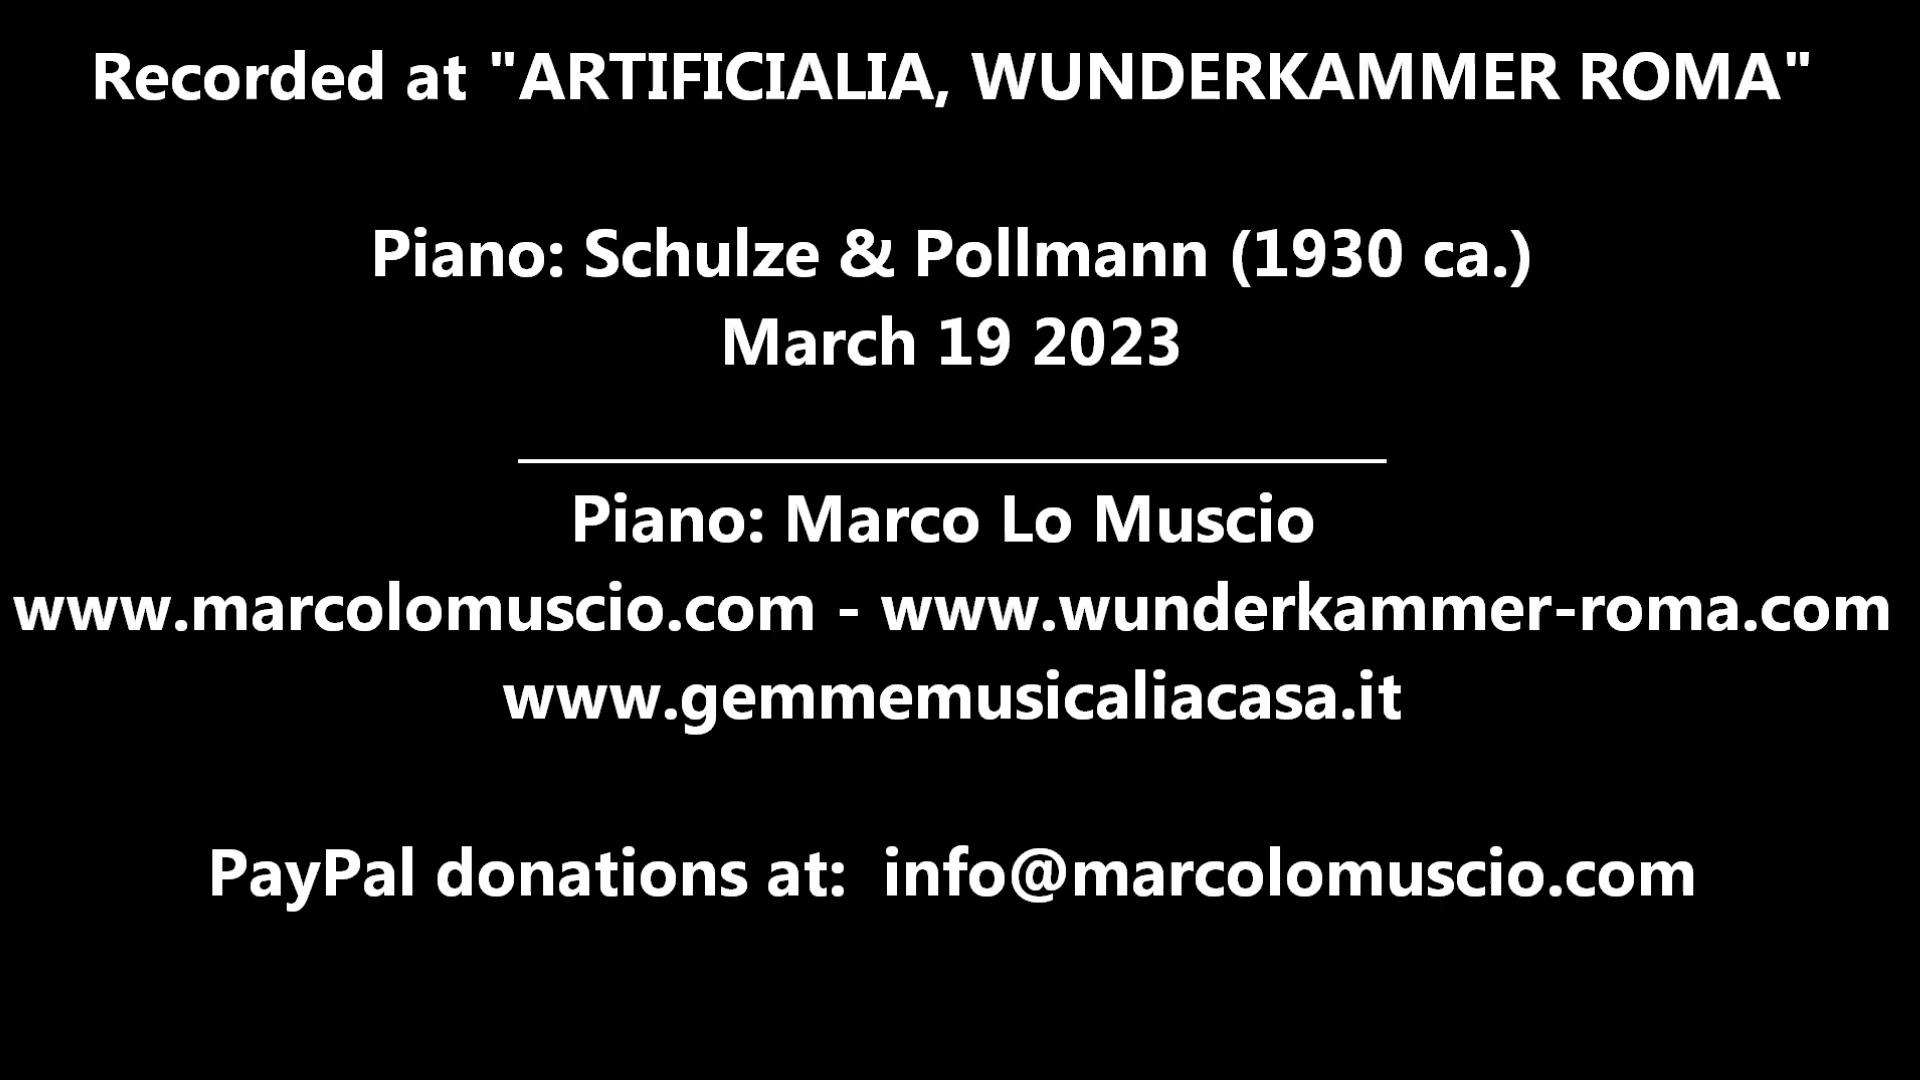 Recorded at "ARTIFICIALIA, WUNDERKAMMER ROMA"
Piano: Schulze & Pollmann (1930 ca.)
March 19 2023
Piano: Marco Lo Muscio
www.marcolomuscio.com - www.wunderkammer-roma.com
www.gemmemusicaliacasa.it
PayPal donations at:  info@marcolomuscio.com